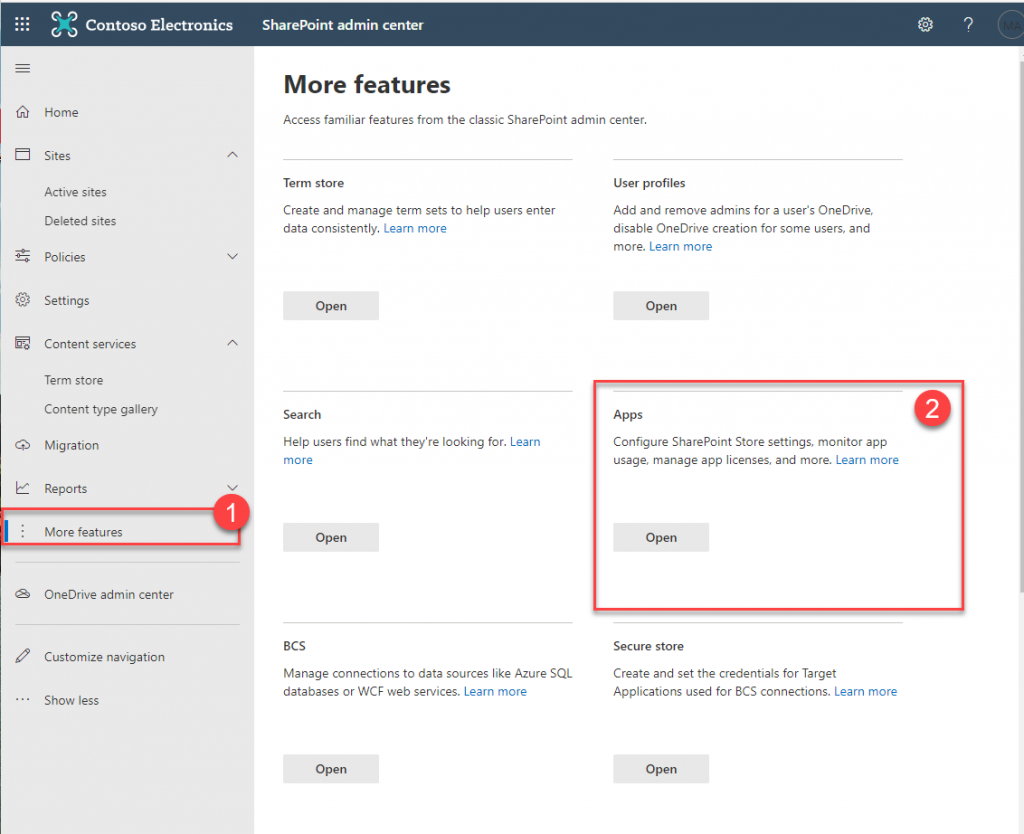 Contoso Electronics
SharePoint admin center
?
MA
Home
Sites
Active sites
Deleted sites
Policies
Settings
Content services
Term store
Content type gallery
Migration
Reports
1
More features
OneDrive admin center
Customize navigation
Show less
More features
Access familiar features from the classic SharePoint admin center.
Term store
Create and manage term sets to help users enter
data consistently. Learn more
Open
User profiles
Add and remove admins for a user's OneDrive,
disable OneDrive creation for some users, and
more. Learn more
Open
Search
Help users find what they're looking for. Learn
more
Open
2
Apps
Configure SharePoint Store settings, monitor app
usage, manage app licenses, and more. Learn more
Open
BCS
Manage connections to data sources like Azure SQL
databases or WCF web services. Learn more
Open
Secure store
Create and set the credentials for Target
Applications used for BCS connections. Learn more
Open